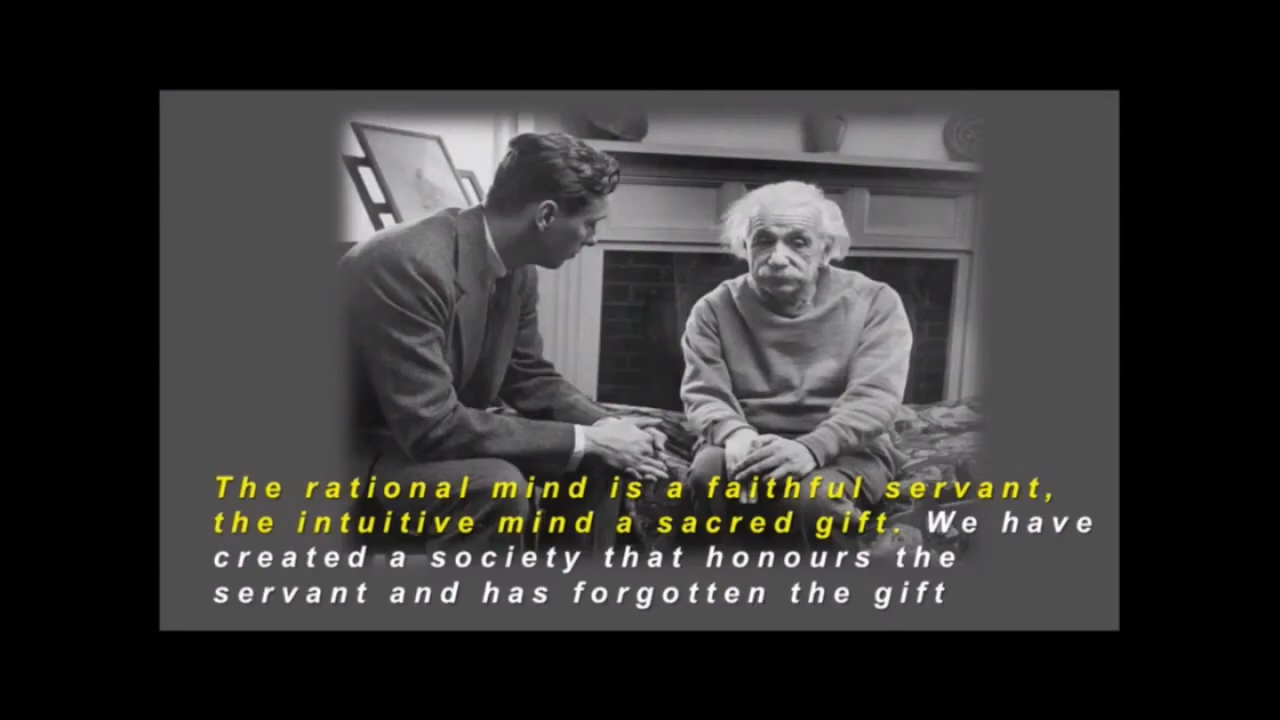 The rational mind is a faithful servant,
the intuitive mind a sacred gift. We have
created a society that honours the
servant and has forgotten the gift